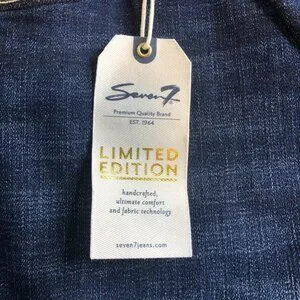 Seven7
Premium Quality Brand
EST. 1964
LIMITED
EDITION
handcrafted,
ultimate comfort
and fabric technology
seven7jeans.com